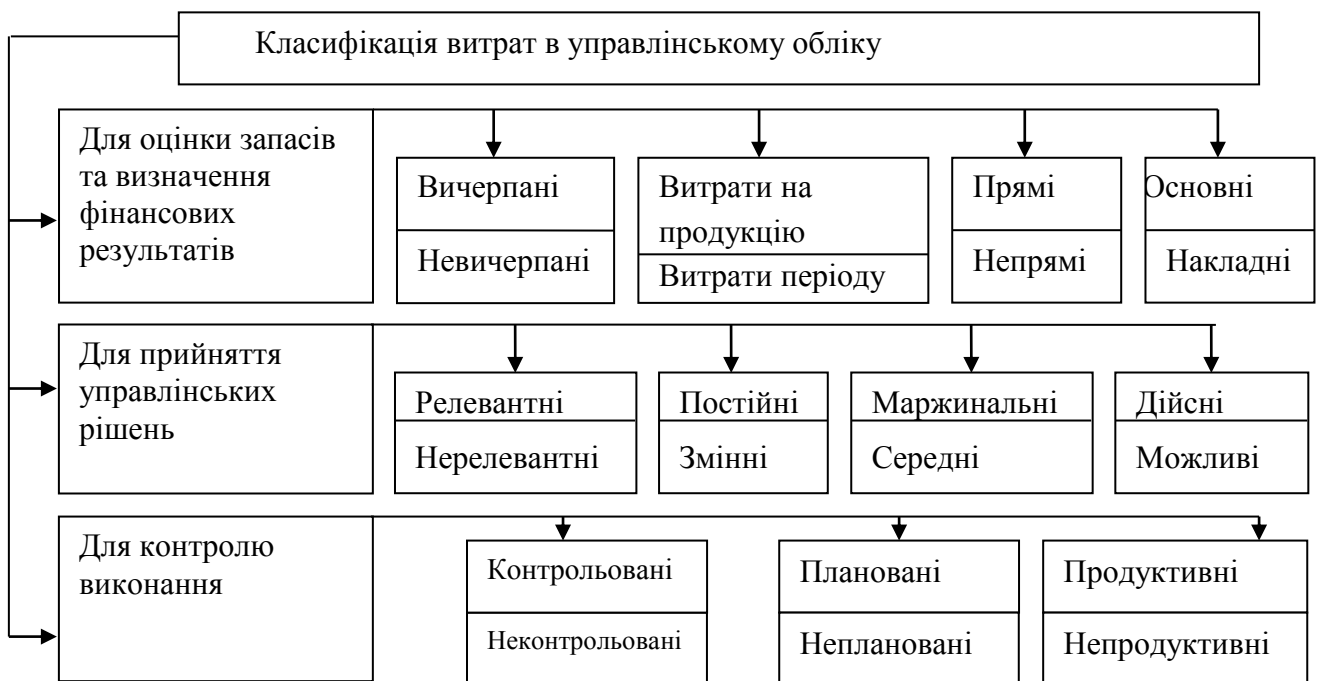 Класифікація витрат в управлінському обліку
Для оцінки запасів
та визначення
фінансових
результатів
Вичерпані
Невичерпані
Витрати на
продукцію
Витрати періоду
Прямі
Непрямі
Основні
Накладні
Для прийняття
управлінських
рішень
Релевантні
Нерелевантні
Постійні
Змінні
Маржинальні
Середні
Дійсні
Можливі
Для контролю
виконання
Контрольовані
Неконтрольовані
Плановані
Неплановані
Продуктивні
Непродуктивні